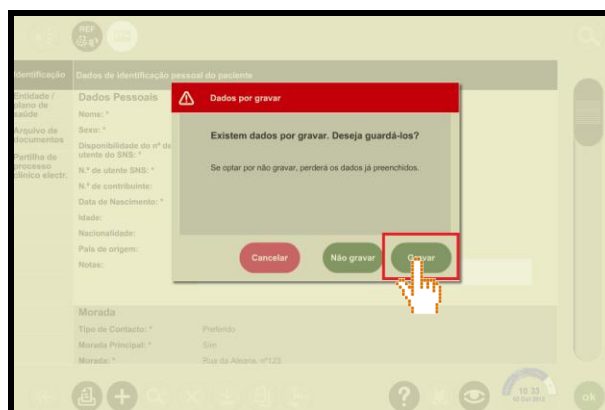 REF
Identificação
Dados de identificação pessoal do paciente
Entidade /
plano de
saúde
Arquivo de
documentos
Partilha de
processo
clínico electr.
Dados Pessoais
Nome: *
Sexo: *
Disponibilidade do nº de
utente do SNS: *
N.º de utente SNS: *
N.º de contribuinte:
Data de Nascimento: *
Idade:
Nacionalidade:
País de origem:
Notas:
Dados por gravar
Existem dados por gravar. Deseja guardá-los?
Se optar por não gravar, perderá os dados já preenchidos.
Cancelar
Não gravar
Gravar
Morada
Tipo de Contacto: *
Preferido
Morada Principal: *
Sim
Morada: *
Rua da Alegria, nº123
?
10:33
ok